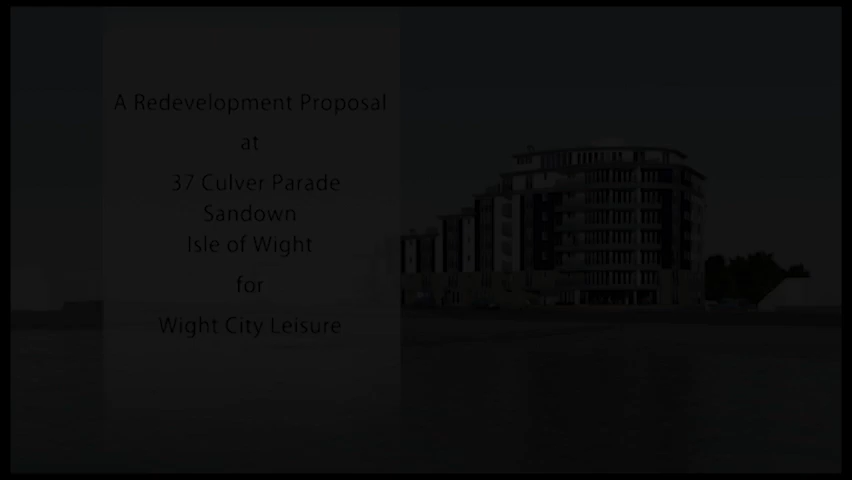 A Redevelopment Proposal
at
37 Culver Parade
Sandown
Isle of Wight
for
Wight City Leisure